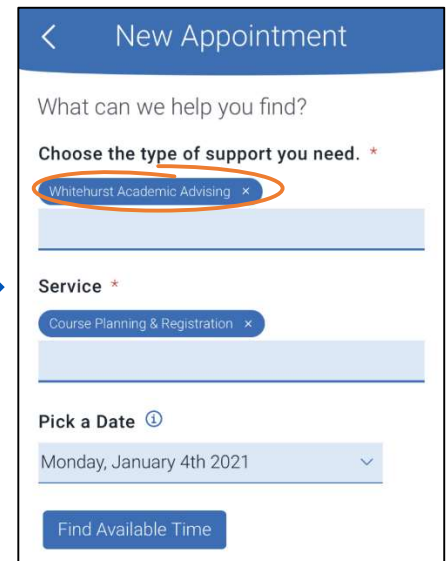 New Appointment
What can we help you find?
Choose the type of support you need. *
Whitehurst Academic Advising ×
Service *
Course Planning & Registration ×
Pick a Date
Monday, January 4th 2021
Find Available Time